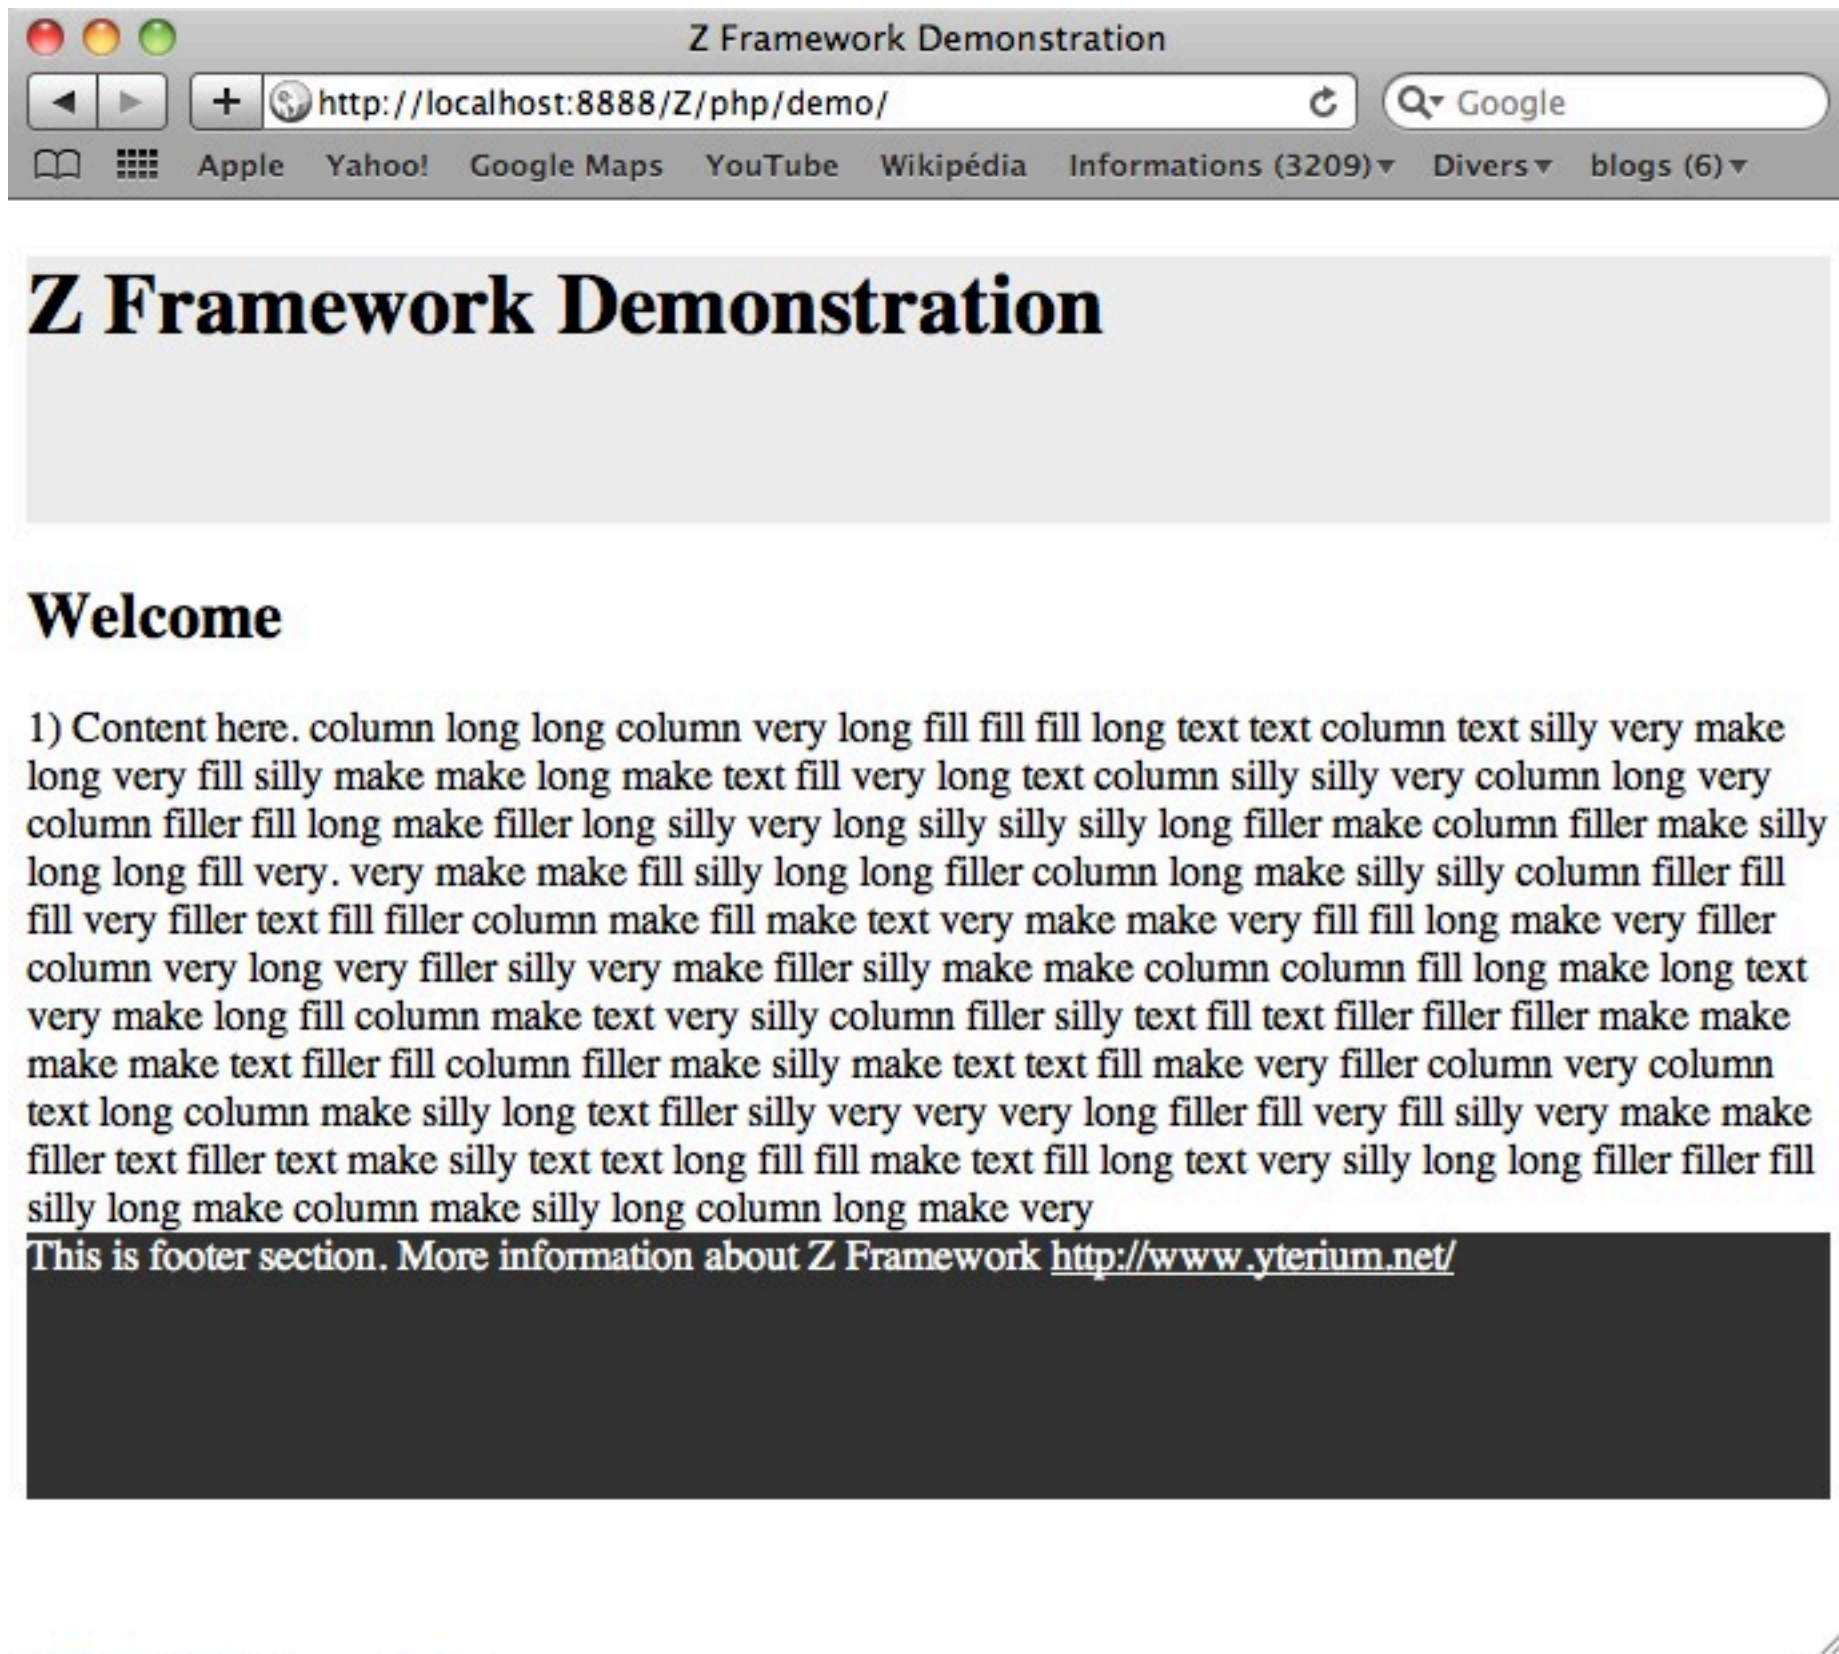 Z Framework Demonstration
http://localhost:8888/Z/php/demo/
Google
Apple Yahoo! Google Maps YouTube Wikipédia Informations (3209) Divers blogs (6)
Z Framework Demonstration
Welcome
1) Content here. column long long column very long fill fill fill long text text column text silly very make
long very fill silly make make long make text fill very long text column silly silly very column long very
column filler fill long make filler long silly very long silly silly silly long filler make column filler make silly
long long fill very. very make make fill silly long long filler column long make silly silly column filler fill
fill very filler text fill filler column make fill make text very make make very fill fill long make very filler
column very long very filler silly very make filler silly make make column column fill long make long text
very make long fill column make text very silly column filler silly text fill text filler filler filler make make
make make text filler fill column filler make silly make text text fill make very filler column very column
text long column make silly long text filler silly very very very long filler fill very fill silly very make make
filler text filler text make silly text text long fill fill make text fill long text very silly long long filler filler fill
silly long make column make silly long column long make very
This is footer section. More information about Z Framework http://www.yterium.net/